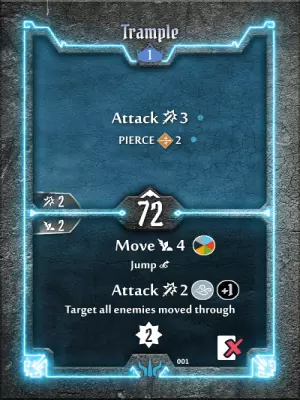 Trample
1
Attack 3
PIERCE 2
2
72
2
Move 4
Jump
Attack 2 +1
Target all enemies moved through
2
001